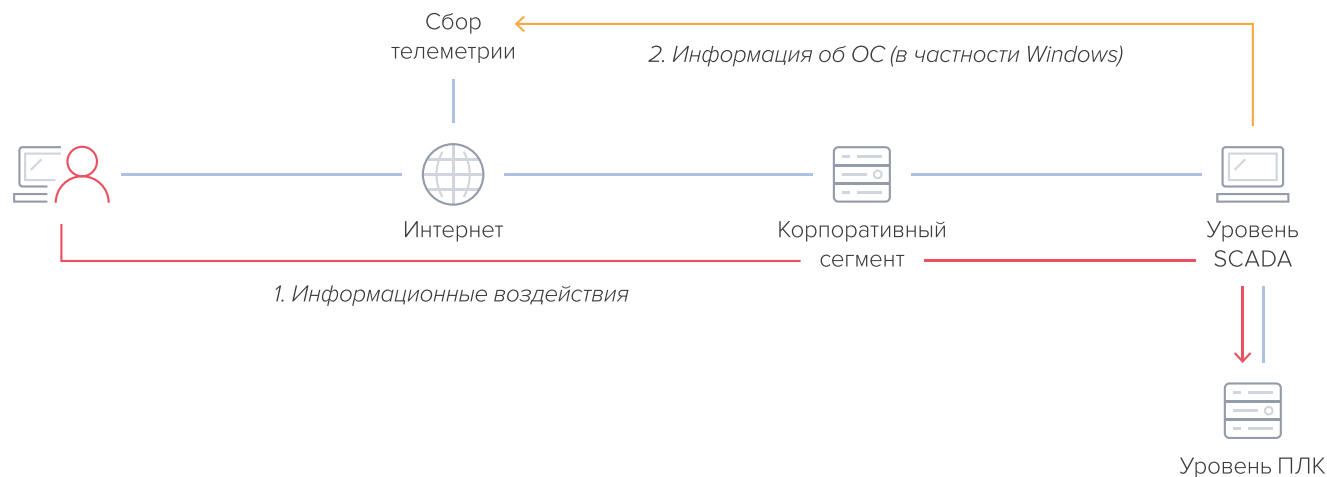 Сбор
телеметрии
2. Информация об ОС (в частности Windows)
Интернет
Корпоративный
сегмент
Уровень
SCADA
1. Информационные воздействия
Уровень ПЛК